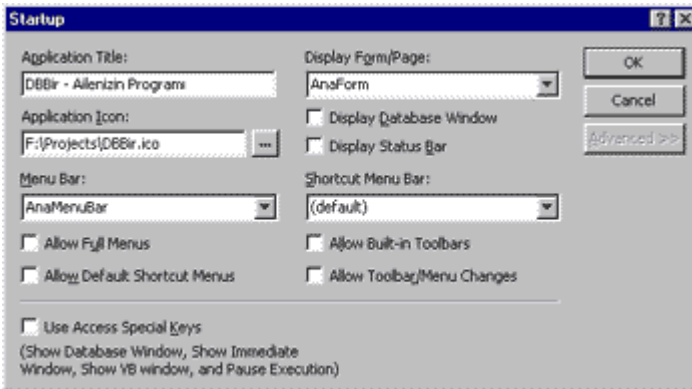 Startup
Application Title:
DBBir - Ailenizin Programı
Application Icon:
F:\Projects\DBBir.ico
...
Menu Bar:
AnaMenuBar
Allow Full Menus
Allow Default Shortcut Menus
Display Form/Page:
AnaForm
Display Database Window
Display Status Bar
Shortcut Menu Bar:
(default)
Allow Built-in Toolbars
Allow Toolbar/Menu Changes
Use Access Special Keys
(Show Database Window, Show Immediate
Window, Show VB window, and Pause Execution)
OK
Cancel
Advanced >>